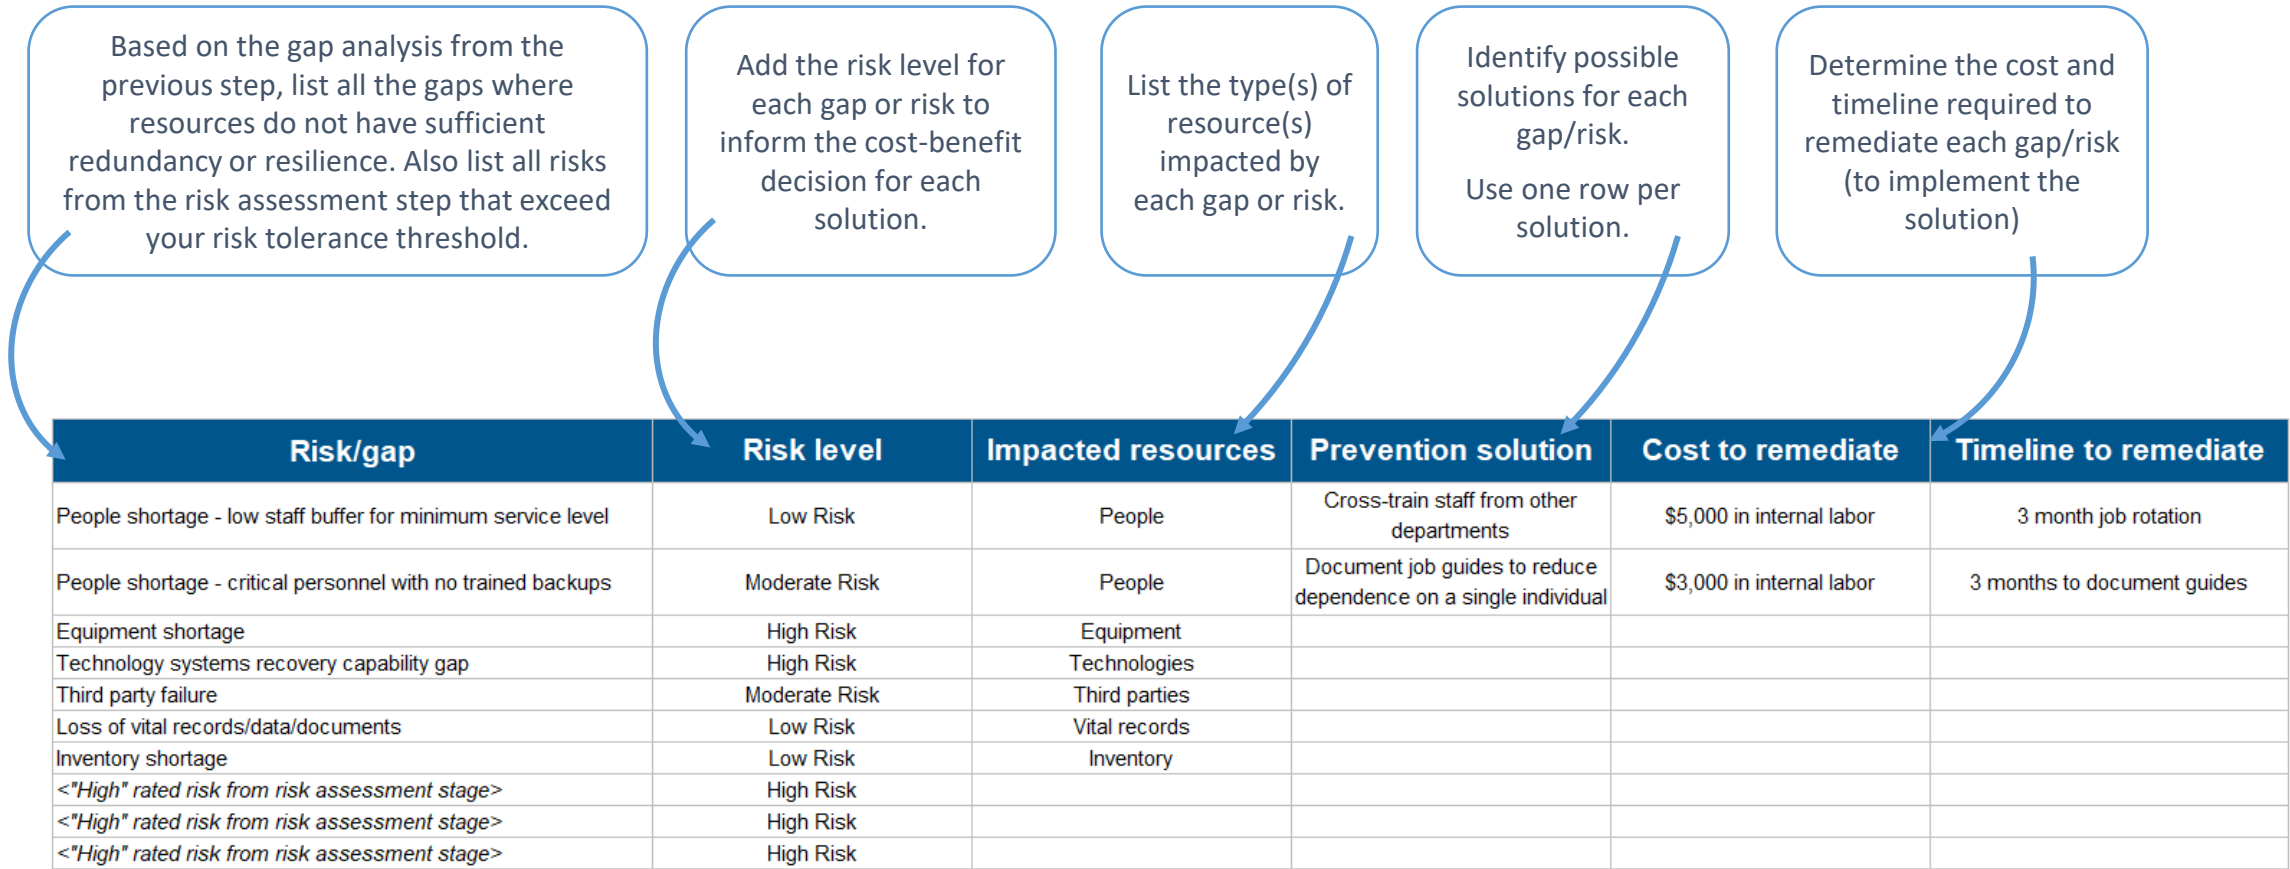 Based on the gap analysis from the
previous step, list all the gaps where
resources do not have sufficient
redundancy or resilience. Also list all risks
from the risk assessment step that exceed
your risk tolerance threshold.
Add the risk level for
each gap or risk to
inform the cost-benefit
decision for each
solution.
List the type(s) of
resource(s)
impacted by
each gap or risk.
Identify possible
solutions for each
gap/risk.
Use one row per
solution.
Determine the cost and
timeline required to
remediate each gap/risk
(to implement the
solution)
Risk/gap Risk level Impacted resources Prevention solution Cost to remediate Timeline to remediate
People shortage - low staff buffer for minimum service level Low Risk People Cross-train staff from other
departments $5,000 in internal labor 3 month job rotation
People shortage - critical personnel with no trained backups Moderate Risk People Document job guides to reduce
dependence on a single individual $3,000 in internal labor 3 months to document guides
Equipment shortage High Risk Equipment
Technology systems recovery capability gap High Risk Technologies
Third party failure Moderate Risk Third parties
Loss of vital records/data/documents Low Risk Vital records
Inventory shortage Low Risk Inventory
<"High" rated risk from risk assessment stage> High Risk
<"High" rated risk from risk assessment stage> High Risk
<"High" rated risk from risk assessment stage> High Risk